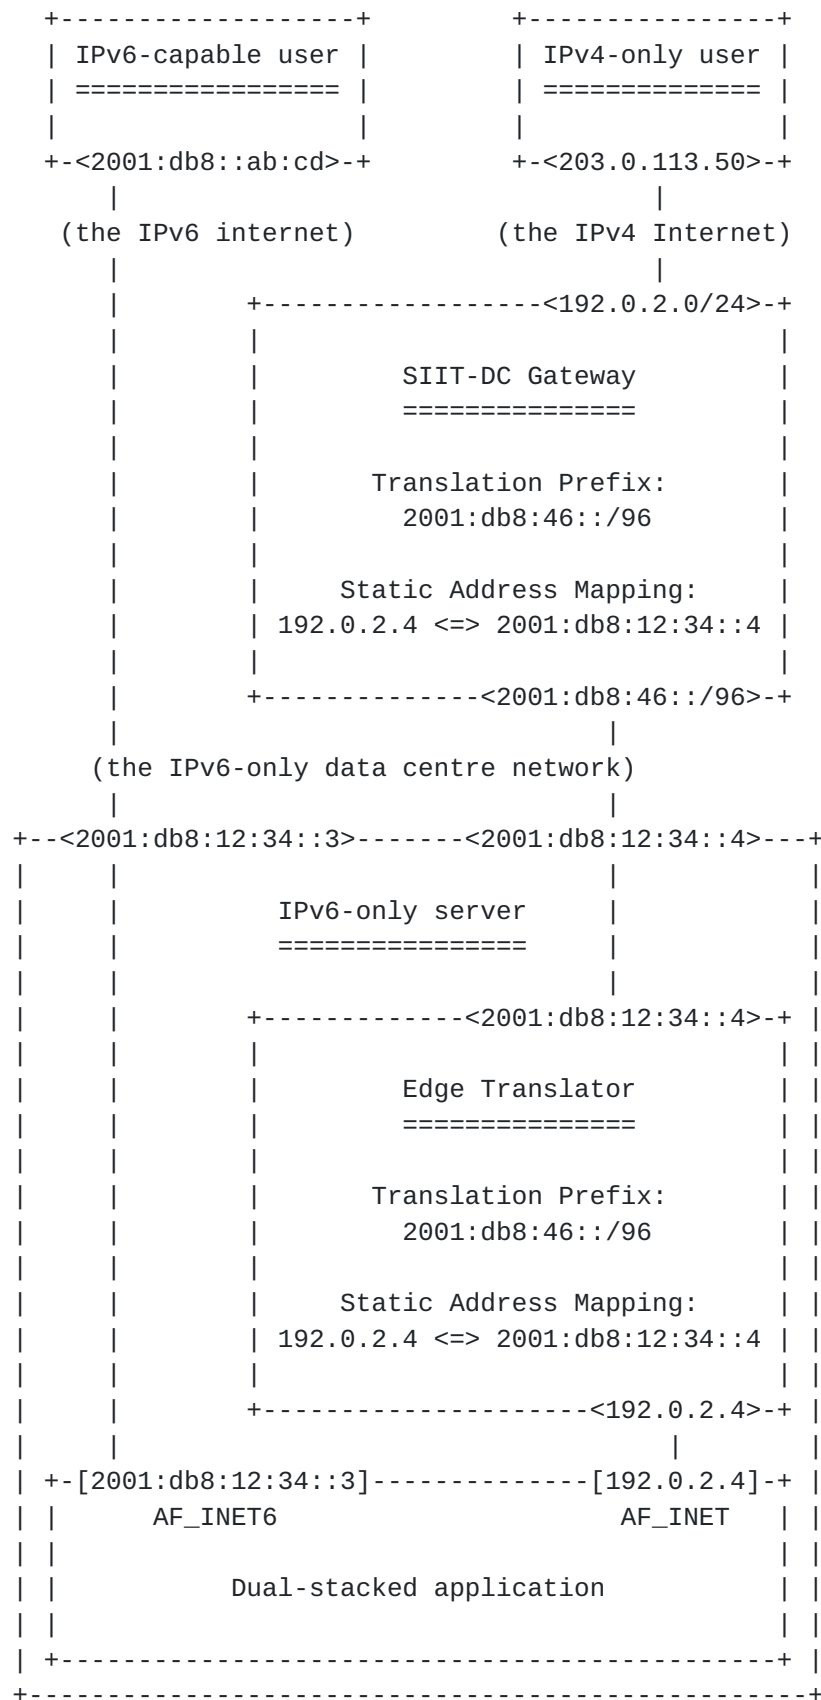 +-------------------+         +----------------+
| IPv6-capable user |         | IPv4-only user |
| ================= |         | ============== |
|                   |         |                |
+-<2001:db8::ab:cd>-+         +-<203.0.113.50>-+
    |                                  |
 (the IPv6 internet)         (the IPv4 Internet)
    |                                  |
    |        +------------------<192.0.2.0/24>-+
    |        |                                 |
    |        |         SIIT-DC Gateway         |
    |        |         ===============         |
    |        |                                 |
    |        |       Translation Prefix:       |
    |        |         2001:db8:46::/96        |
    |        |                                 |
    |        |     Static Address Mapping:     |
    |        | 192.0.2.4 <=> 2001:db8:12:34::4 |
    |        |                                 |
    |        +--------------<2001:db8:46::/96>-+
    |                               |
(the IPv6-only data centre network)
    |                               |
+--<2001:db8:12:34::3>-------<2001:db8:12:34::4>---+
|     |                               |            |
|     |          IPv6-only server     |            |
|     |          ================     |            |
|     |                               |            |
|     |        +-------------<2001:db8:12:34::4>-+ |
|     |        |                                 | |
|     |        |         Edge Translator         | |
|     |        |         ===============         | |
|     |        |                                 | |
|     |        |       Translation Prefix:       | |
|     |        |         2001:db8:46::/96        | |
|     |        |                                 | |
|     |        |     Static Address Mapping:     | |
|     |        | 192.0.2.4 <=> 2001:db8:12:34::4 | |
|     |        |                                 | |
|     |        +---------------------<192.0.2.4>-+ |
|     |                                   |        |
| +-[2001:db8:12:34::3]--------------[192.0.2.4]-+ |
| |      AF_INET6                      AF_INET   | |
| |                                              | |
| |           Dual-stacked application           | |
| |                                              | |
| +----------------------------------------------+ |
+--------------------------------------------------+